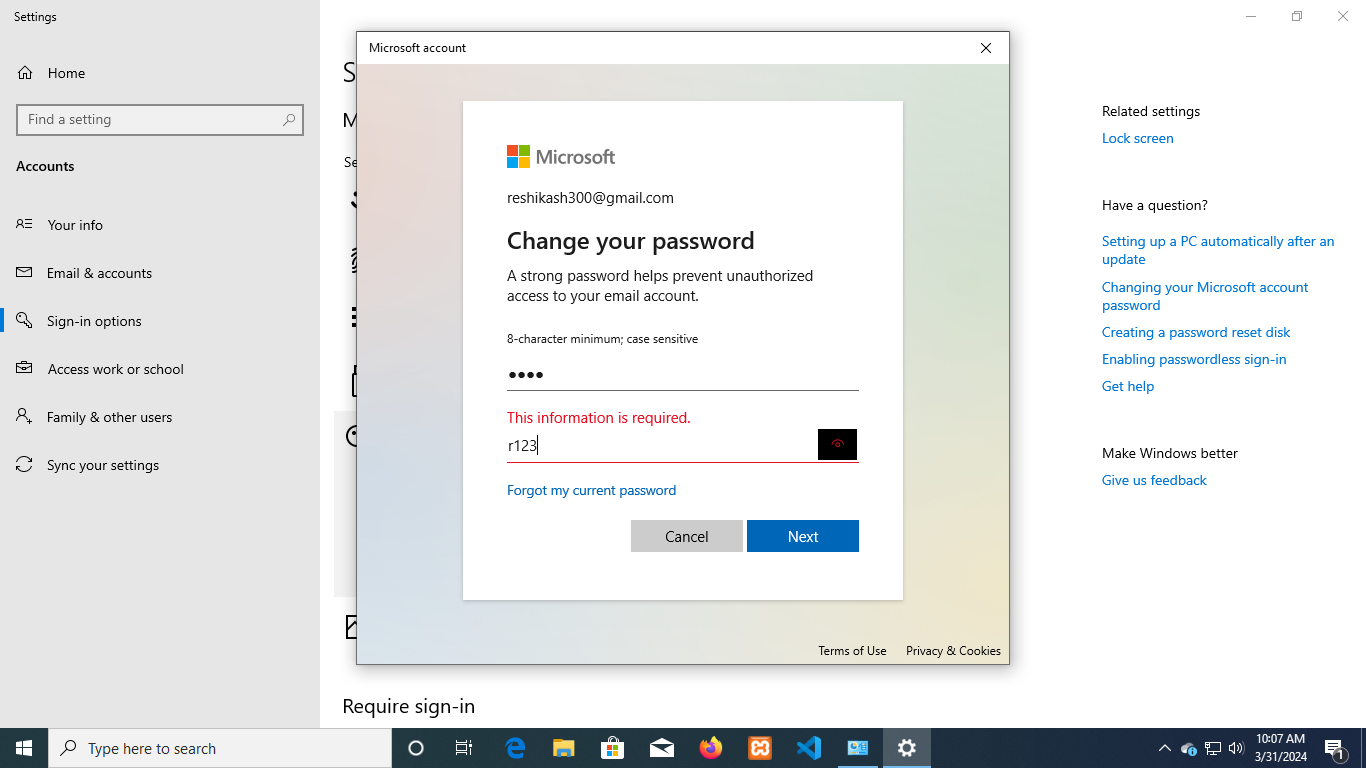 Settings
Home
Find a setting
Accounts
Your info
Email & accounts
Sign-in options
Access work or school
Family & other users
Sync your settings
S
M
Se
Microsoft account
Microsoft
reshikash300@gmail.com
Change your password
A strong password helps prevent unauthorized
access to your email account.
8-character minimum; case sensitive
••••
This information is required.
r123
Forgot my current password
Cancel
Next
Terms of Use
Privacy & Cookies
Require sign-in
Related settings
Lock screen
Have a question?
Setting up a PC automatically after an
update
Changing your Microsoft account
password
Creating a password reset disk
Enabling passwordless sign-in
Get help
Make Windows better
Give us feedback
Type here to search
10:07 AM
3/31/2024
1